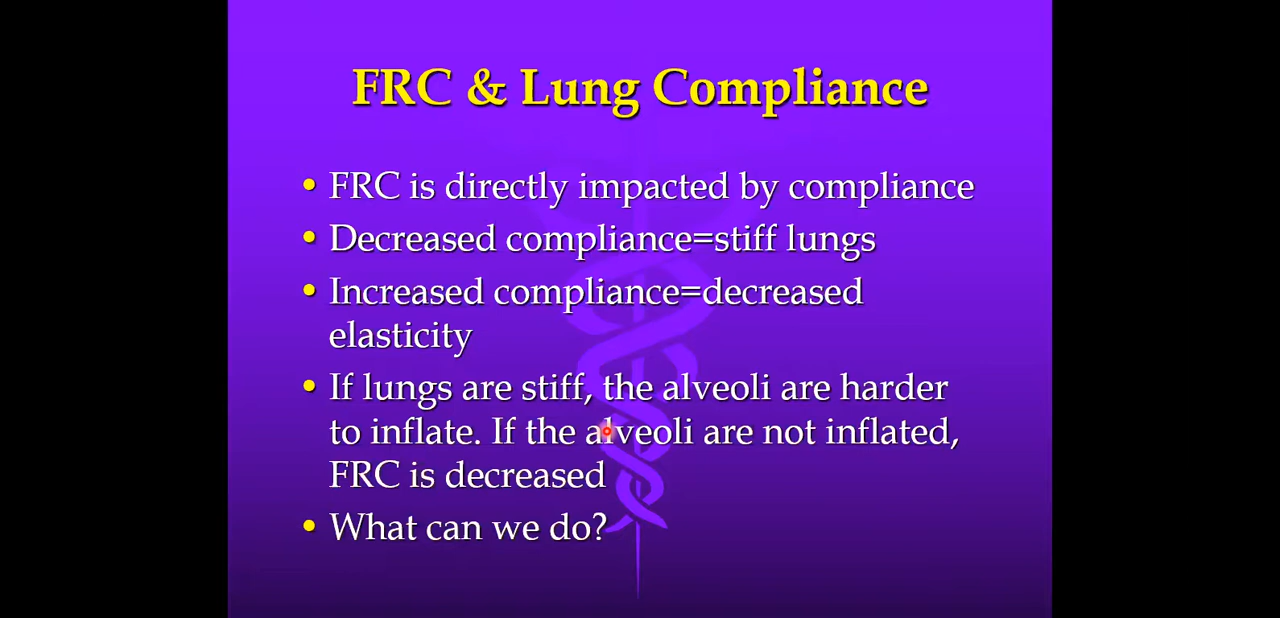 FRC & Lung Compliance
• FRC is directly impacted by compliance
• Decreased compliance=stiff lungs
• Increased compliance=decreased
elasticity
• If lungs are stiff, the alveoli are harder
to inflate. If the alveoli are not inflated,
FRC is decreased
• What can we do?